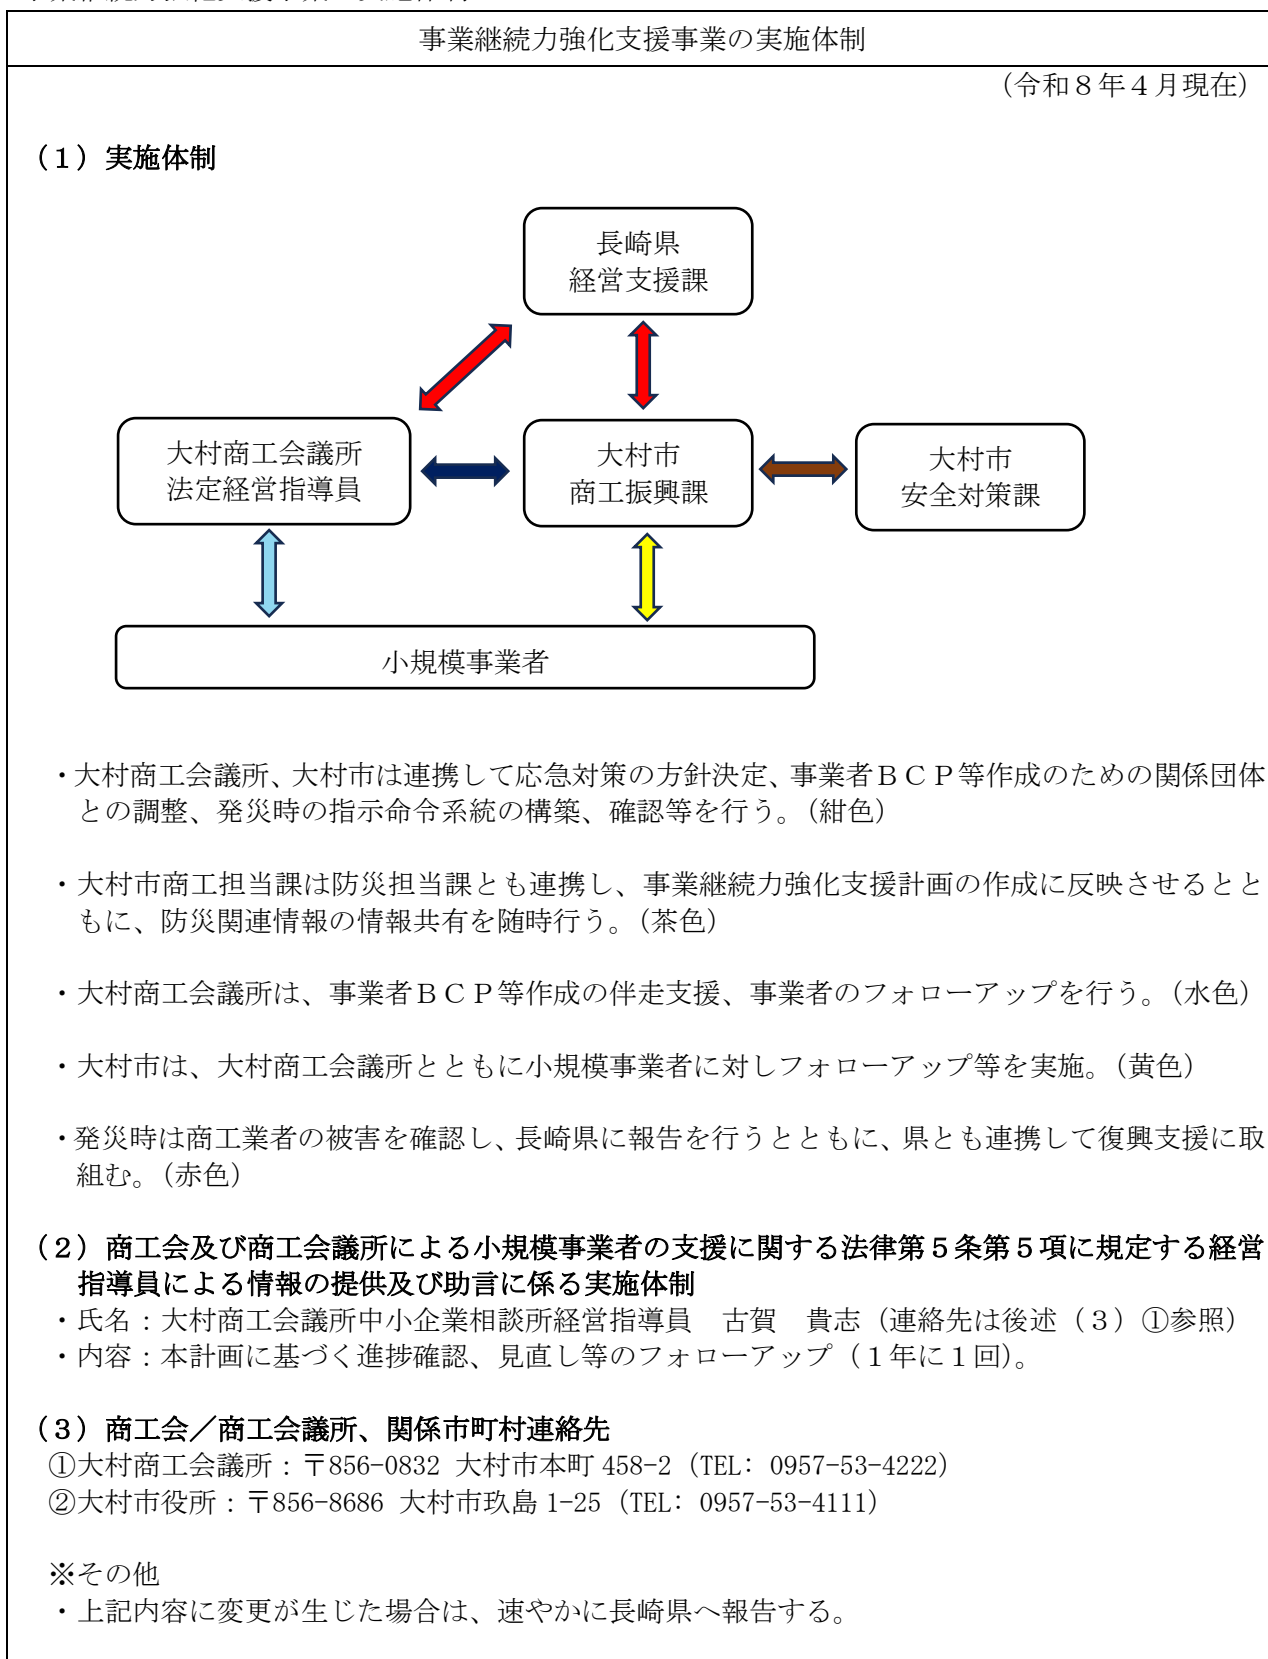 事業継続力強化支援事業の実施体制
(令和８年４月現在)
（１）実施体制
長崎県
経営支援課
大村商工会議所
法定経営指導員
大村市
商工振興課
大村市
安全対策課
小規模事業者
・大村商工会議所、大村市は連携して応急対策の方針決定、事業者ＢＣＰ等作成のための関係団体
との調整、発災時の指示命令系統の構築、確認等を行う。（紺色）
・大村市商工担当課は防災担当課とも連携し、事業継続力強化支援計画の作成に反映させるとと
もに、防災関連情報の情報共有を随時行う。（茶色）
・大村商工会議所は、事業者ＢＣＰ等作成の伴走支援、事業者のフォローアップを行う。（水色）
・大村市は、大村商工会議所とともに小規模事業者に対しフォローアップ等を実施。（黄色）
・発災時は商工業者の被害を確認し、長崎県に報告を行うとともに、県とも連携して復興支援に取
組む。（赤色）
（２）商工会及び商工会議所による小規模事業者の支援に関する法律第５条第５項に規定する経営
指導員による情報の提供及び助言に係る実施体制
・氏名：大村商工会議所中小企業相談所経営指導員　古賀　貴志（連絡先は後述（３）①参照）
・内容：本計画に基づく進捗確認、見直し等のフォローアップ（１年に１回）。
（３）商工会／商工会議所、関係市町村連絡先
①大村商工会議所：〒856-0832 大村市本町 458-2（TEL: 0957-53-4222）
②大村市役所：〒856-8686 大村市玖島 1-25（TEL: 0957-53-4111）
※その他
・上記内容に変更が生じた場合は、速やかに長崎県へ報告する。